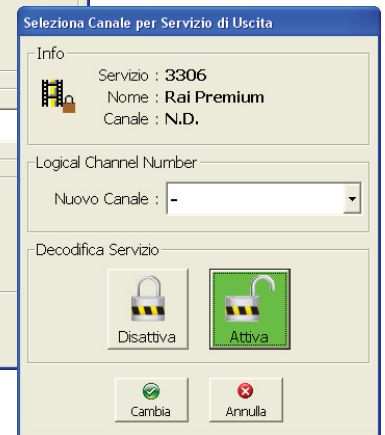 Seleziona Canale per Servizio di Uscita
Info
Servizio : 3306
Nome : Rai Premium
Canale : N.D.
Logical Channel Number
Nuovo Canale : -
Decodifica Servizio
Disattiva Attiva
Cambia Annulla